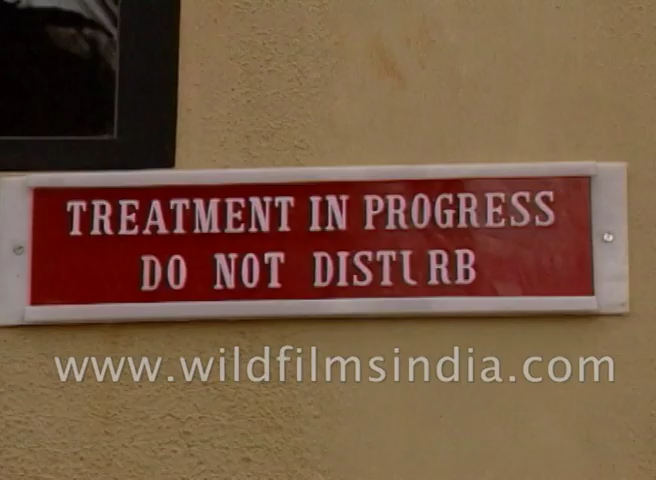 TREATMENT IN PROGRESS
DO NOT DISTURB
www.wildfilmsindia.com